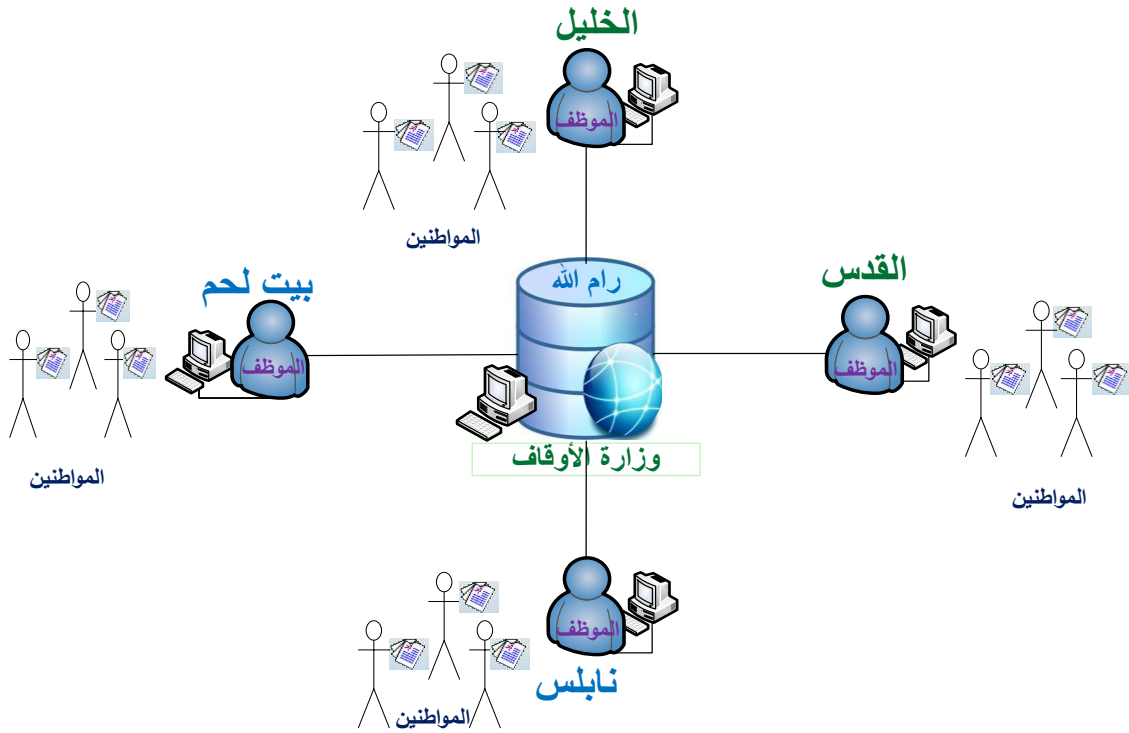 الخليل
الموظف
المواطنين
بيت لحم
الموظف
المواطنين
رام الله
وزارة الأوقاف
القدس
الموظف
المواطنين
الموظف
نابلس
المواطنين